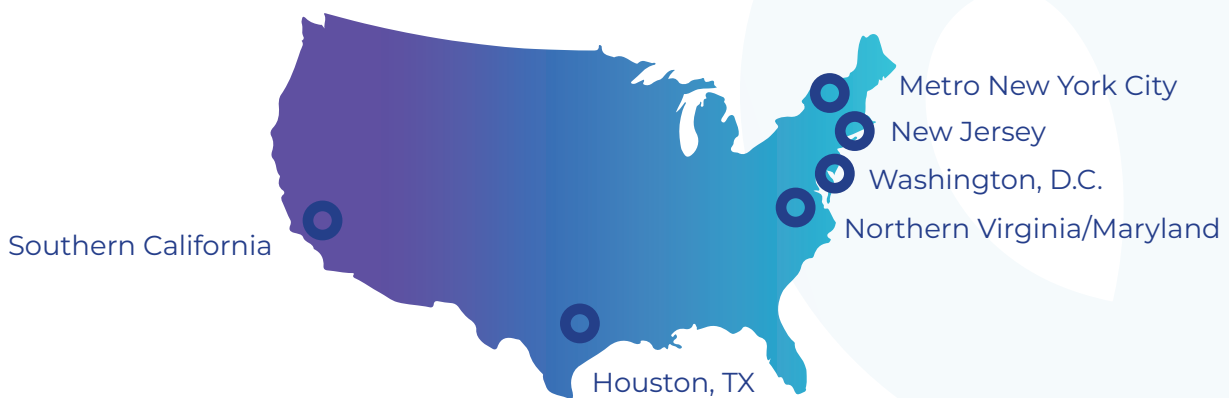 Metro New York City
New Jersey
Washington, D.C.
Northern Virginia/Maryland
Southern California
Houston, TX